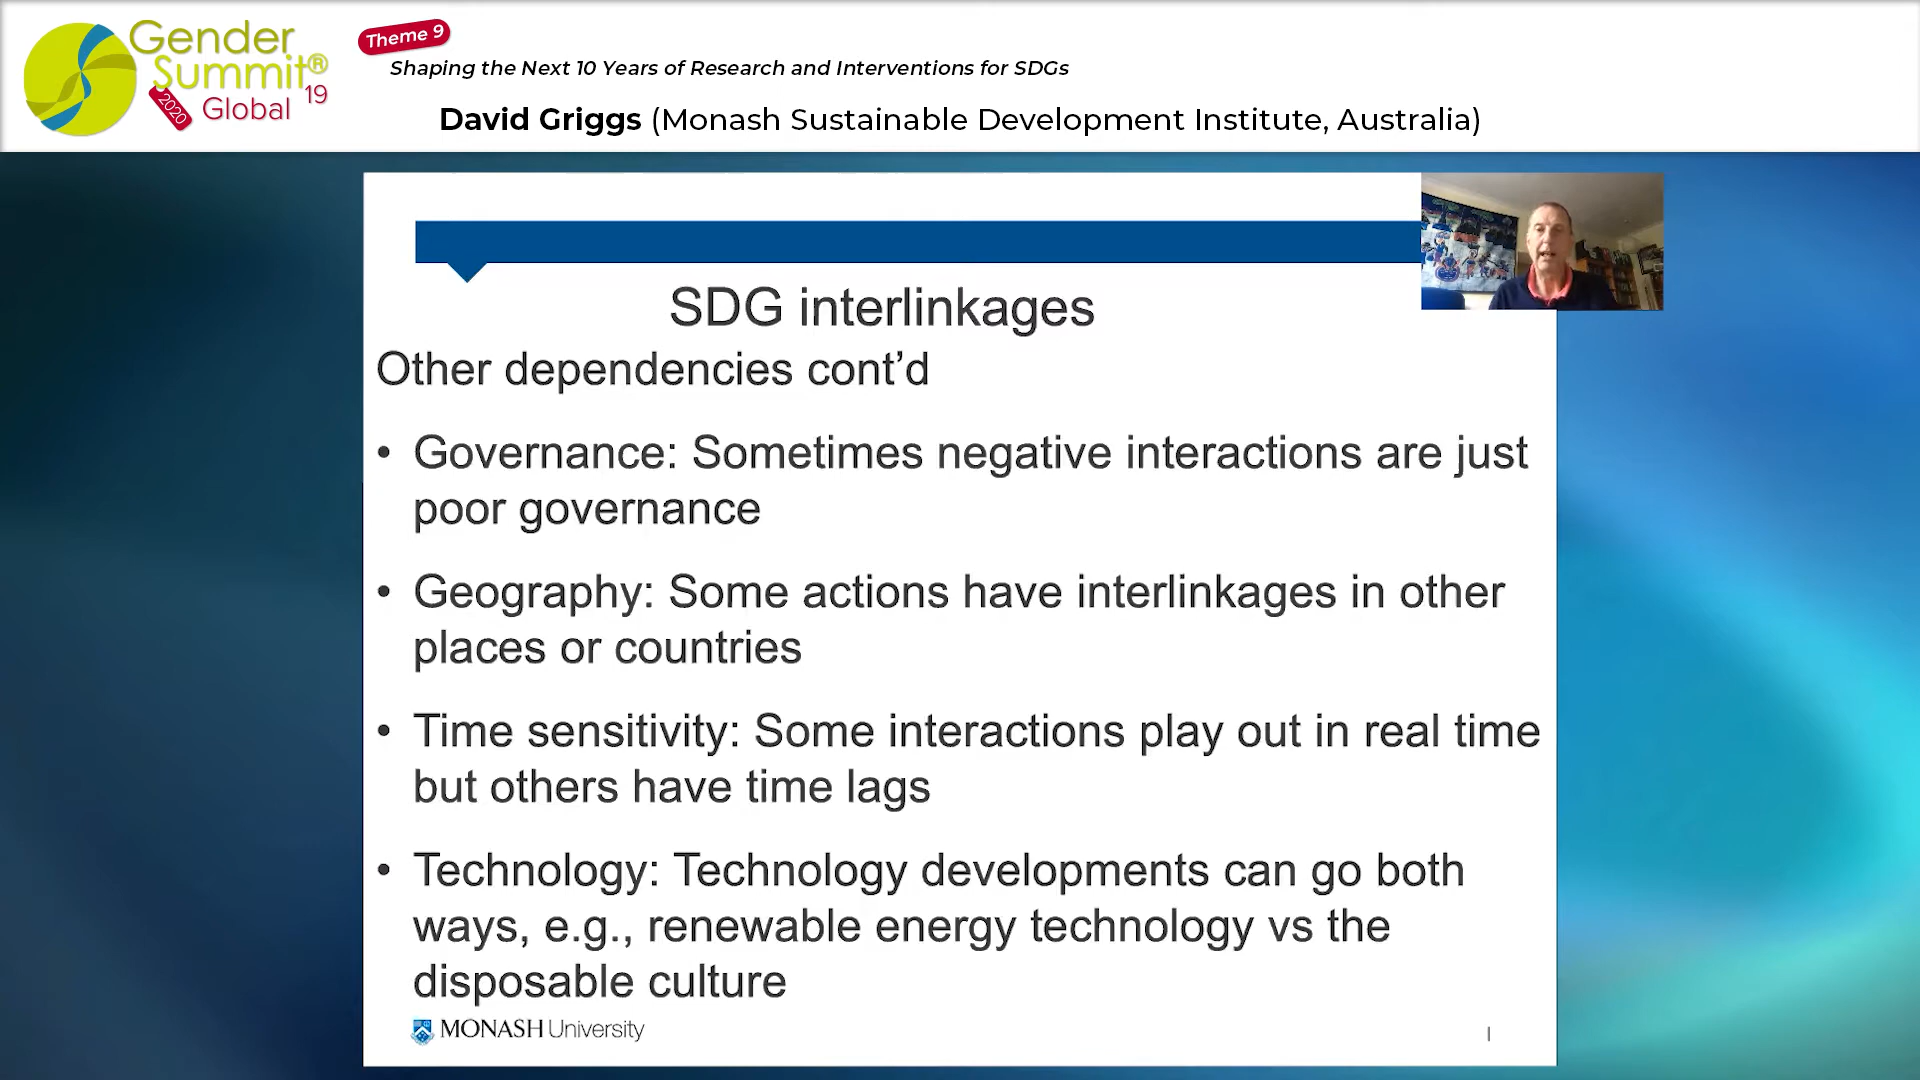 Gender
Summit®
Global 19
2020
Theme 9
Shaping the Next 10 Years of Research and Interventions for SDGs
David Griggs (Monash Sustainable Development Institute, Australia)
SDG interlinkages
Other dependencies cont’d
• Governance: Sometimes negative interactions are just
poor governance
• Geography: Some actions have interlinkages in other
places or countries
• Time sensitivity: Some interactions play out in real time
but others have time lags
• Technology: Technology developments can go both
ways, e.g., renewable energy technology vs the
disposable culture
MONASH University